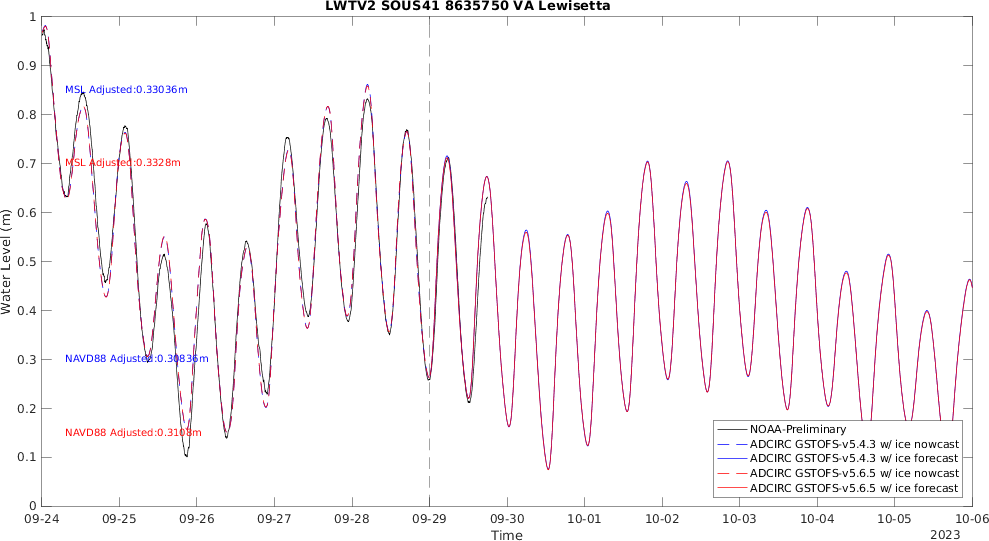 LWTV2 SOUS41 8635750 VA Lewisetta
1
0.9
0.8
0.7
0.6
0.5
0.4
0.3
0.2
0.1
0
Water Level (m)
MSL Adjusted:0.33036m
MSL Adjusted:0.3328m
NAVD88 Adjusted:0.30836m
NAVD88 Adjusted:0.3108m
NOAA-Preliminary
ADCIRC GSTOFS-v5.4.3 w/ ice nowcast
ADCIRC GSTOFS-v5.4.3 w/ ice forecast
ADCIRC GSTOFS-v5.6.5 w/ ice nowcast
ADCIRC GSTOFS-v5.6.5 w/ ice forecast
09-24 09-25 09-26 09-27 09-28 09-29 09-30 10-01 10-02 10-03 10-04 10-05 10-06
Time
2023